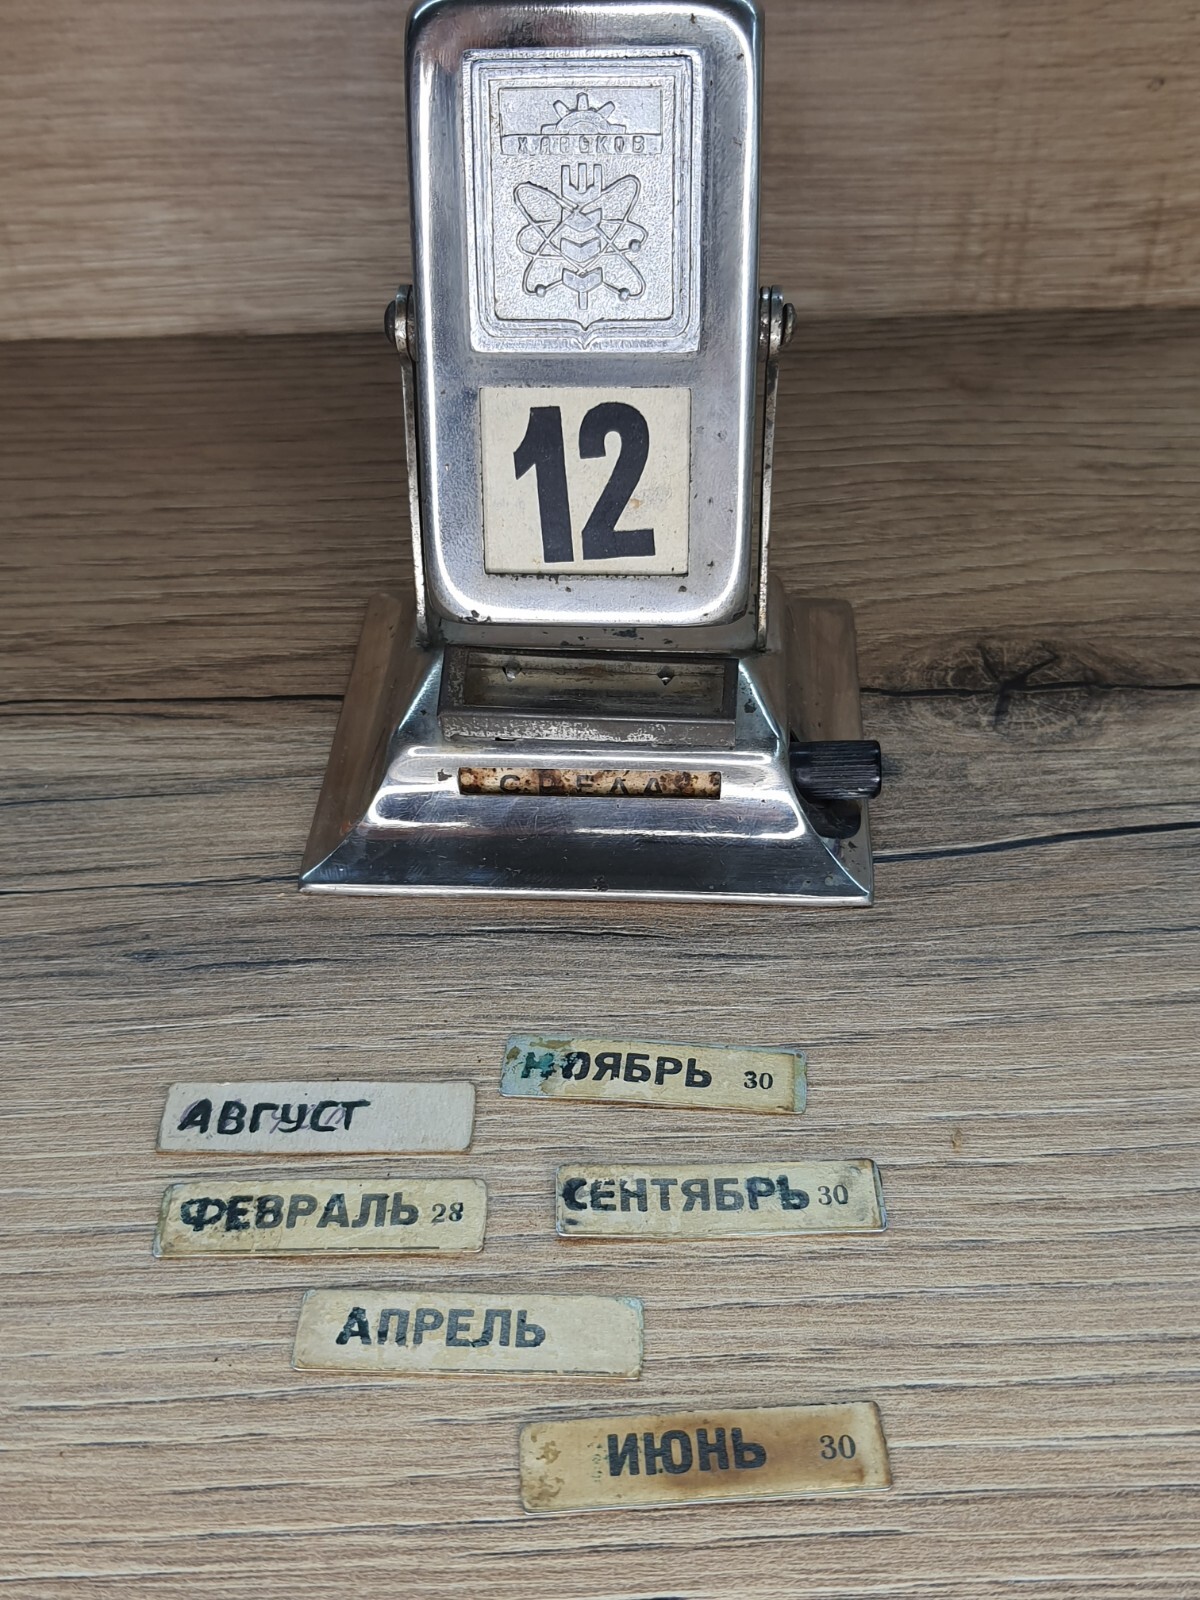 ХАРЬКОВ
12
СРЕДА
НОЯБРЬ 30
АВГУСТ
ФЕВРАЛЬ 28
СЕНТЯБРЬ 30
АПРЕЛЬ
ИЮНЬ 30